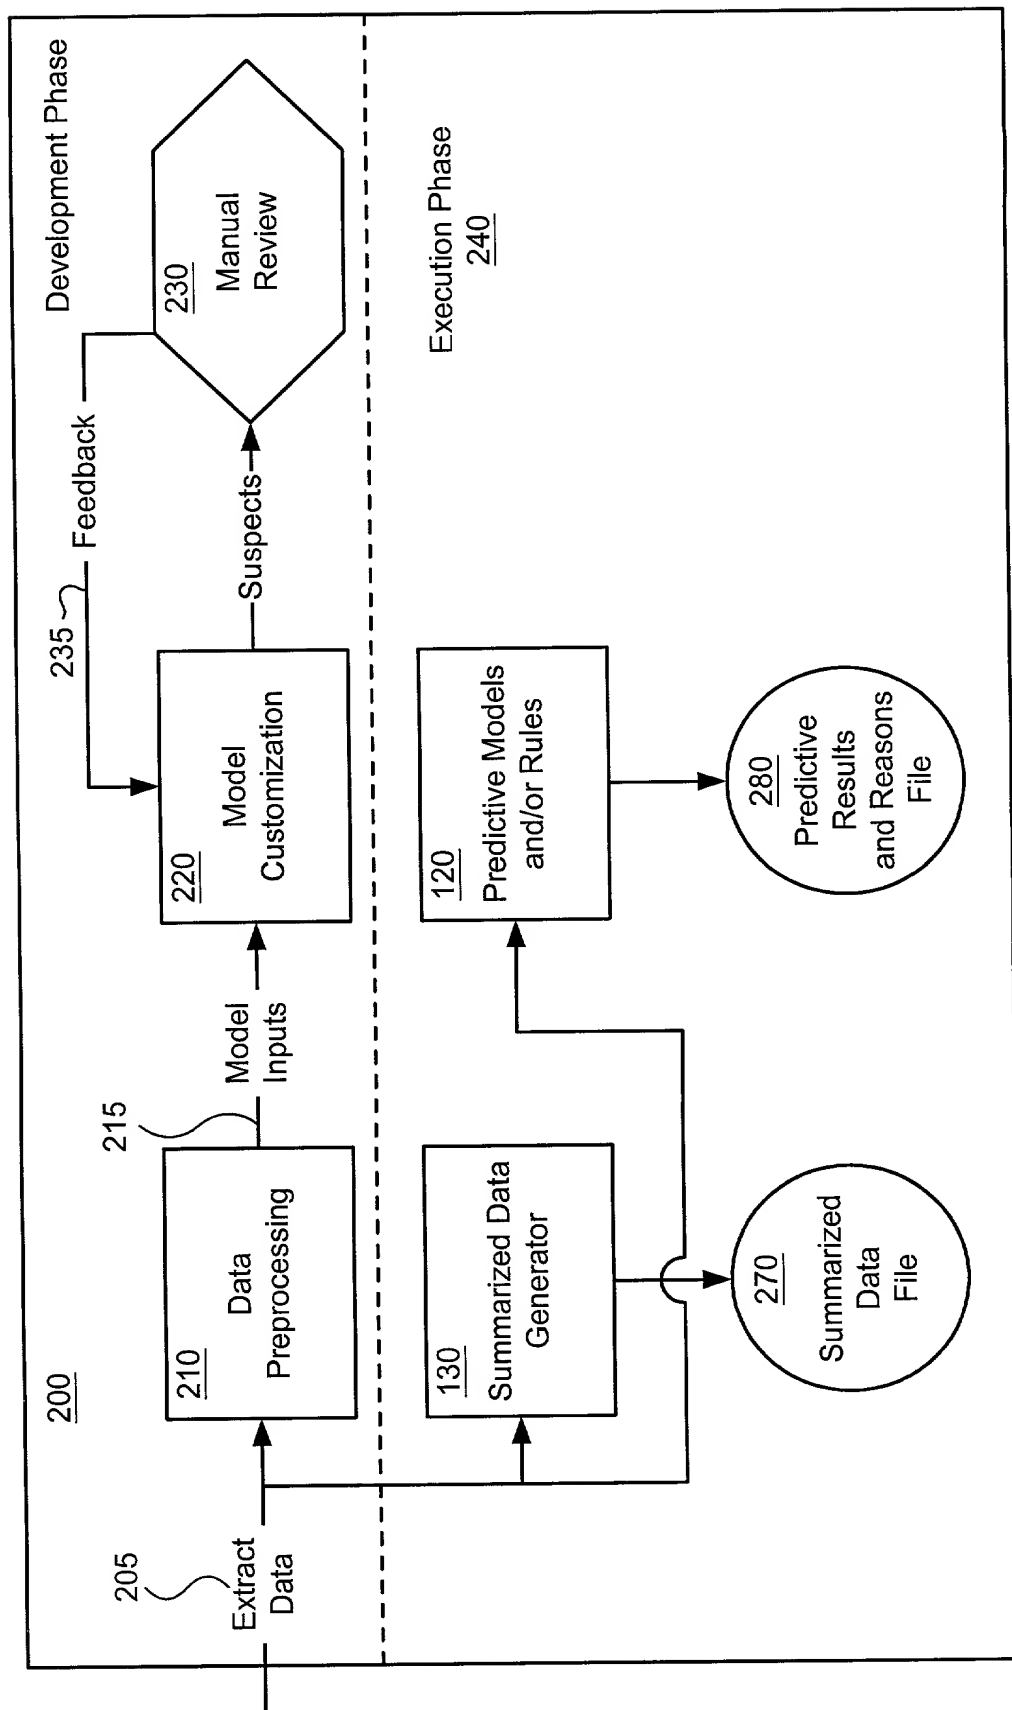 200
Development Phase
205
Extract
Data
210
Data
Preprocessing
215
Model
Inputs
220
Model
Customization
235
Feedback
Suspects
230
Manual
Review
Execution Phase
240
130
Summarized Data
Generator
120
Predictive Models
and/or Rules
270
Summarized
Data
File
280
Predictive
Results
and Reasons
File